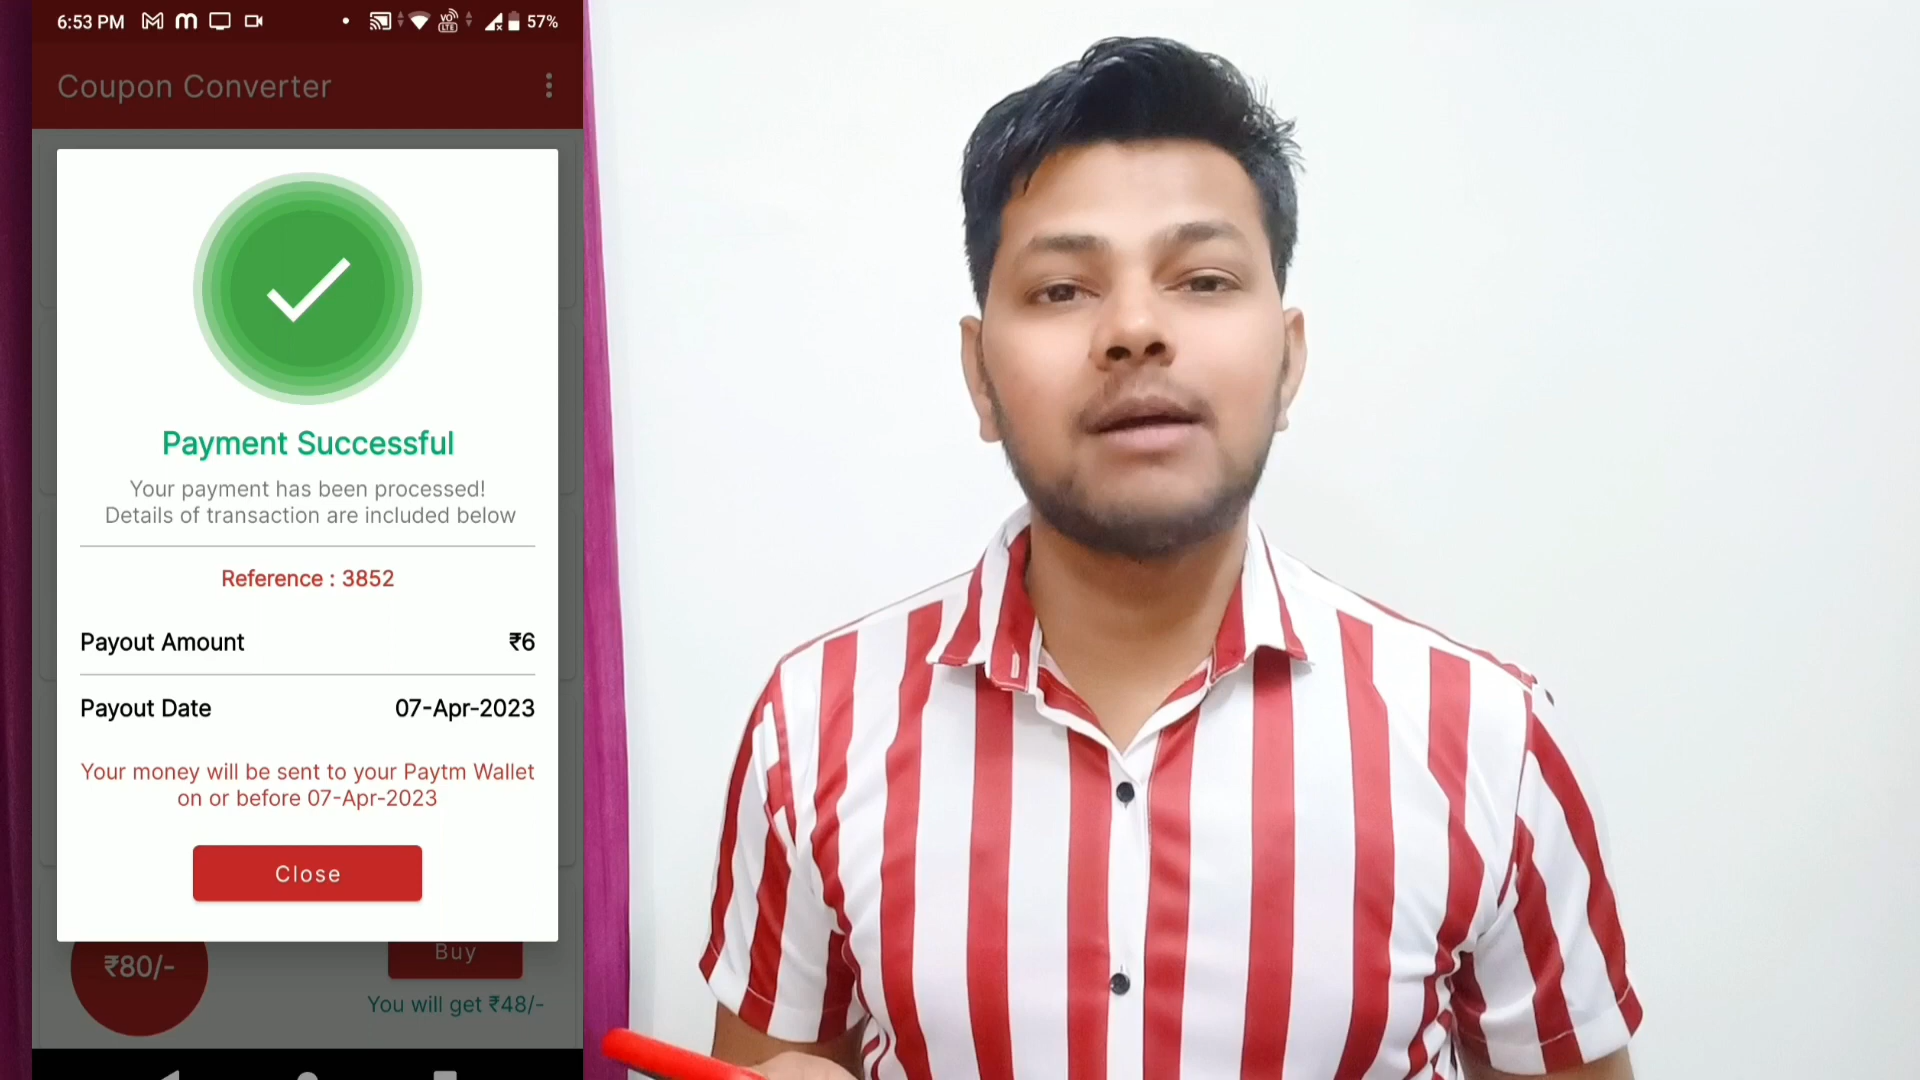 6:53 PM
57%
Coupon Converter
Payment Successful
Your payment has been processed!
Details of transaction are included below
Reference : 3852
Payout Amount ₹6
Payout Date 07-Apr-2023
Your money will be sent to your Paytm Wallet
on or before 07-Apr-2023
Close
₹80/-
Buy
You will get ₹48/-